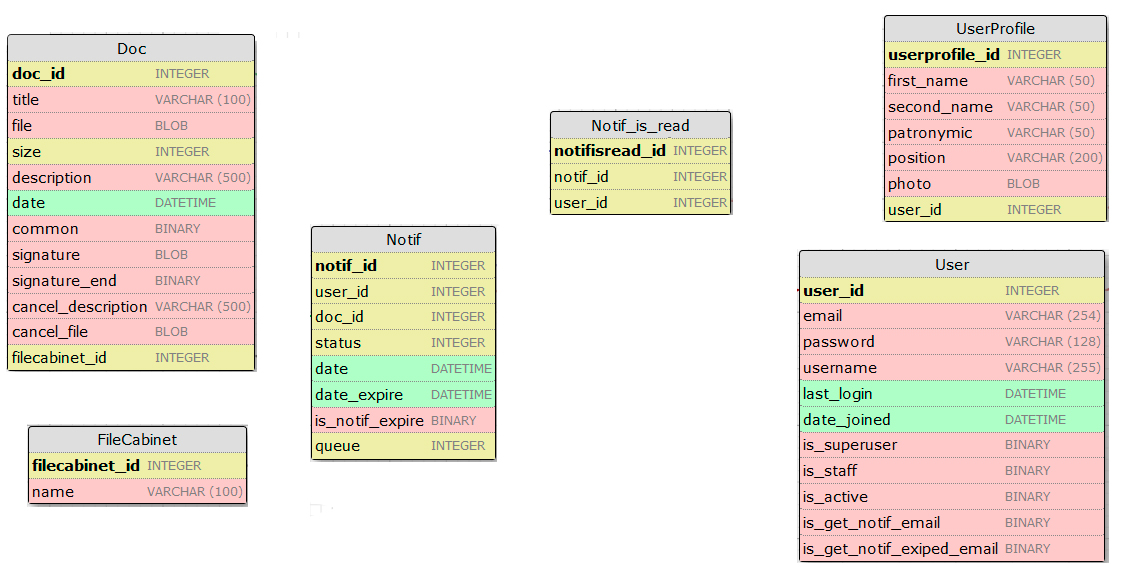 Doc
doc_id INTEGER
title VARCHAR (100)
file BLOB
size INTEGER
description VARCHAR (500)
date DATETIME
common BINARY
signature BLOB
signature_end BINARY
cancel_description VARCHAR (500)
cancel_file BLOB
filecabinet_id INTEGER
FileCabinet
filecabinet_id INTEGER
name VARCHAR (100)
Notif
notif_id INTEGER
user_id INTEGER
doc_id INTEGER
status INTEGER
date DATETIME
date_expire DATETIME
is_notif_expire BINARY
queue INTEGER
Notif_is_read
notifisread_id INTEGER
notif_id INTEGER
user_id INTEGER
UserProfile
userprofile_id INTEGER
first_name VARCHAR (50)
second_name VARCHAR (50)
patronymic VARCHAR (50)
position VARCHAR (200)
photo BLOB
user_id INTEGER
User
user_id INTEGER
email VARCHAR (254)
password VARCHAR (128)
username VARCHAR (255)
last_login DATETIME
date_joined DATETIME
is_superuser BINARY
is_staff BINARY
is_active BINARY
is_get_notif_email BINARY
is_get_notif_exiped_email BINARY